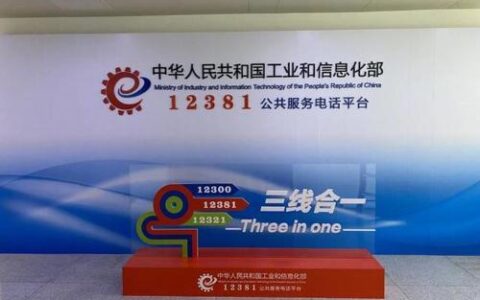 中华人民共和国工业和信息化部
Ministry of Industry and Information Technology of the People's Republic of China
12381 公共服务电话平台
12300
12381
12321
三线合一
Three in one
中华人民共和国工业和信息化部
12381 公共服务电话平台